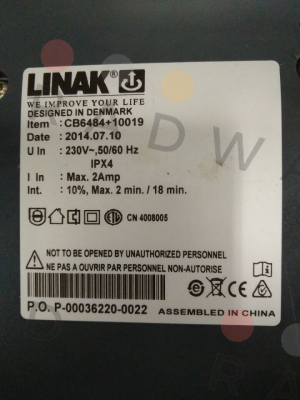 LINAK®
WE IMPROVE YOUR LIFE
DESIGNED IN DENMARK
Item : CB6484+10019
Date : 2014.07.10
U In : 230V~,50/60 Hz
IPX4
I In : Max. 2Amp
Int. : 10%, Max. 2 min. / 18 min.
CN 4008005
NOT TO BE OPENED BY UNAUTHORIZED PERSONNEL
NE PAS A OUVRIR PAR PERSONNEL NON-AUTORISE
CE
P.O. P-00036220-0022 ASSEMBLED IN CHINA